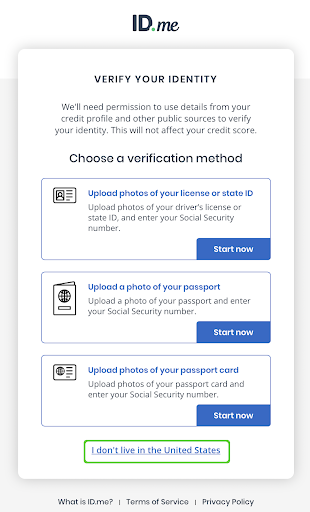 ID.me
VERIFY YOUR IDENTITY
We'll need permission to use details from your
credit profile and other public sources to verify
your identity. This will not affect your credit score.
Choose a verification method
Upload photos of your license or state ID
Upload photos of your driver's license or
state ID, and enter your Social Security
number.
Start now
Upload a photo of your passport
Upload a photo of your passport and enter
your Social Security number.
Start now
Upload photos of your passport card
Upload photos of your passport card and
enter your Social Security number.
Start now
I don't live in the United States
What is ID.me? | Terms of Service | Privacy Policy